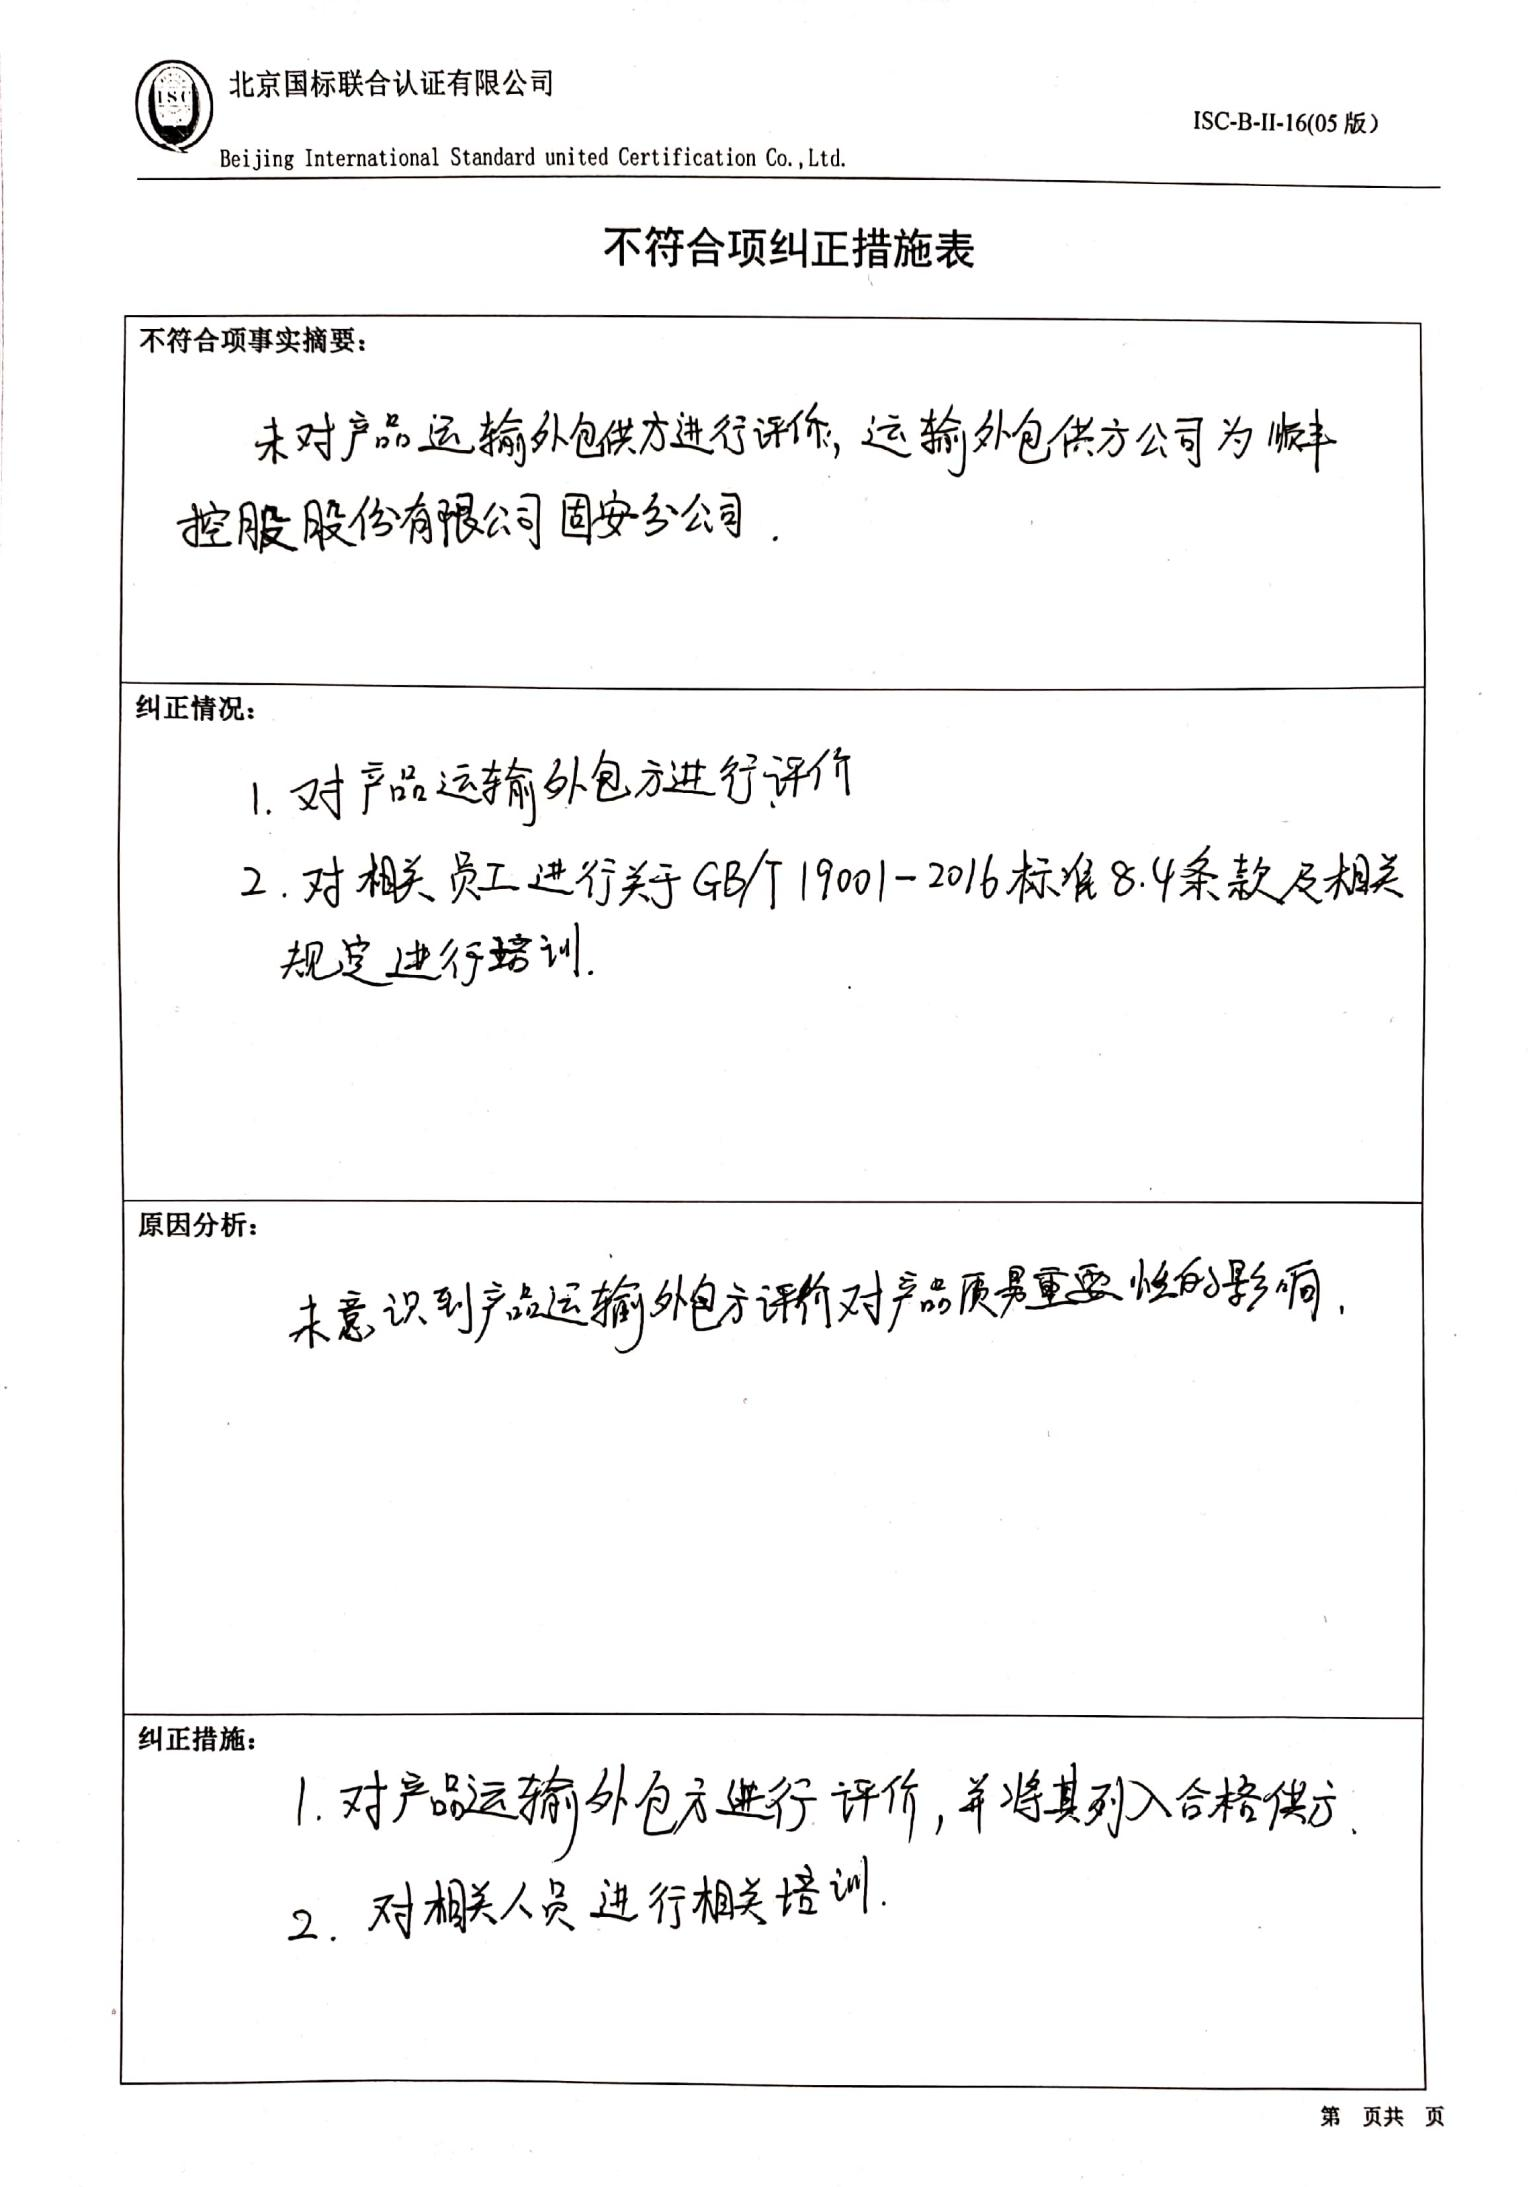 ISC
北京国标联合认证有限公司
ISC-B-II-16(05 版)
Beijing International Standard united Certification Co.,Ltd.
不符合项纠正措施表
不符合项事实摘要：
未对产品运输外包供方进行评价，运输外包供方公司为顺丰
控股股份有限公司固安分公司.
纠正情况：
1. 对产品运输外包方进行评价
2. 对相关员工进行关于GB/T 19001-2016标准8.4条款及相关
规定进行培训.
原因分析：
未意识到产品运输外包方评价对产品质量重要性的影响.
纠正措施：
1. 对产品运输外包方进行评价，并将其列入合格供方.
2. 对相关人员进行相关培训.
第 页共 页